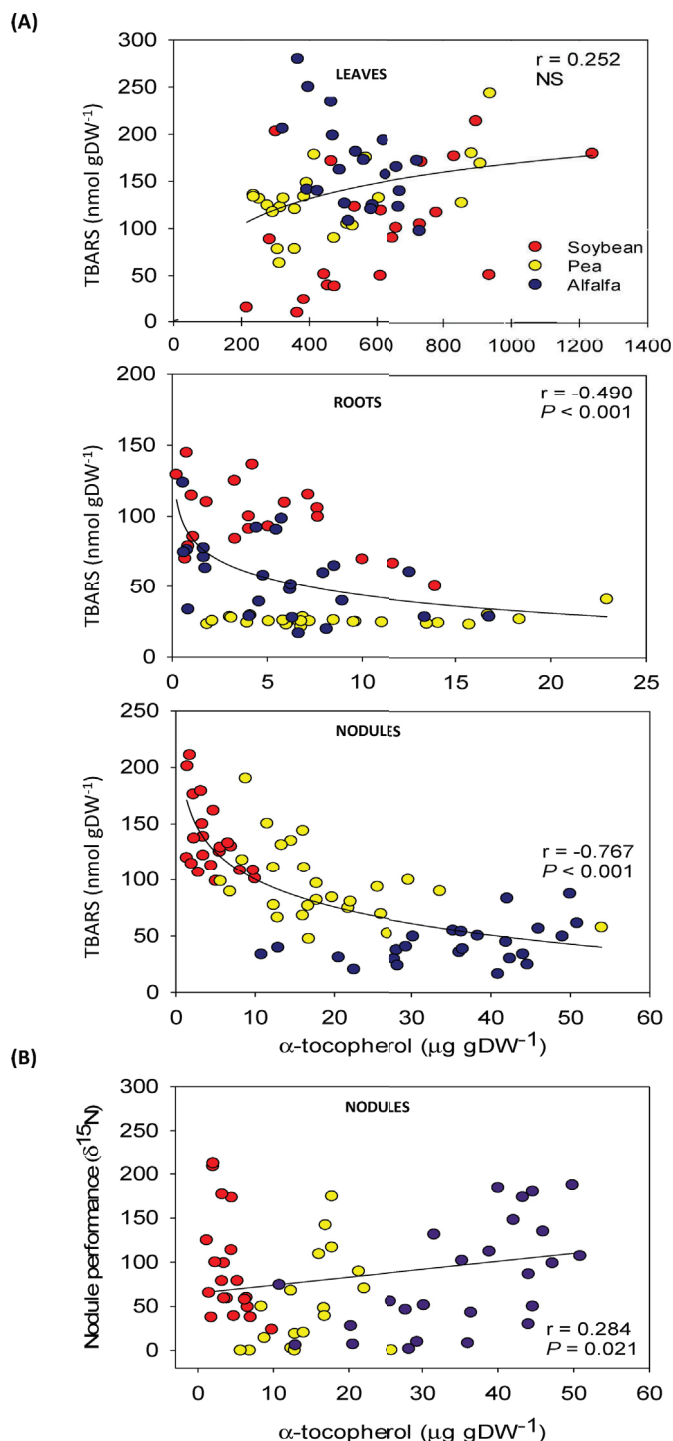 (A)
300
250
200
150
100
50
0
TBARS (nmol gDW-1)
LEAVES
r = 0.252
NS
Soybean
Pea
Alfalfa
0 200 400 600 800 1000 1200 1400
200
150
100
50
0
TBARS (nmol gDW-1)
ROOTS
r = -0.490
P < 0.001
0 5 10 15 20 25
250
200
150
100
50
0
TBARS (nmol gDW-1)
NODULES
r = -0.767
P < 0.001
0 10 20 30 40 50 60
α-tocopherol (µg gDW-1)
(B)
300
250
200
150
100
50
0
Nodule performance (δ15N)
NODULES
r = 0.284
P = 0.021
0 10 20 30 40 50 60
α-tocopherol (µg gDW-1)